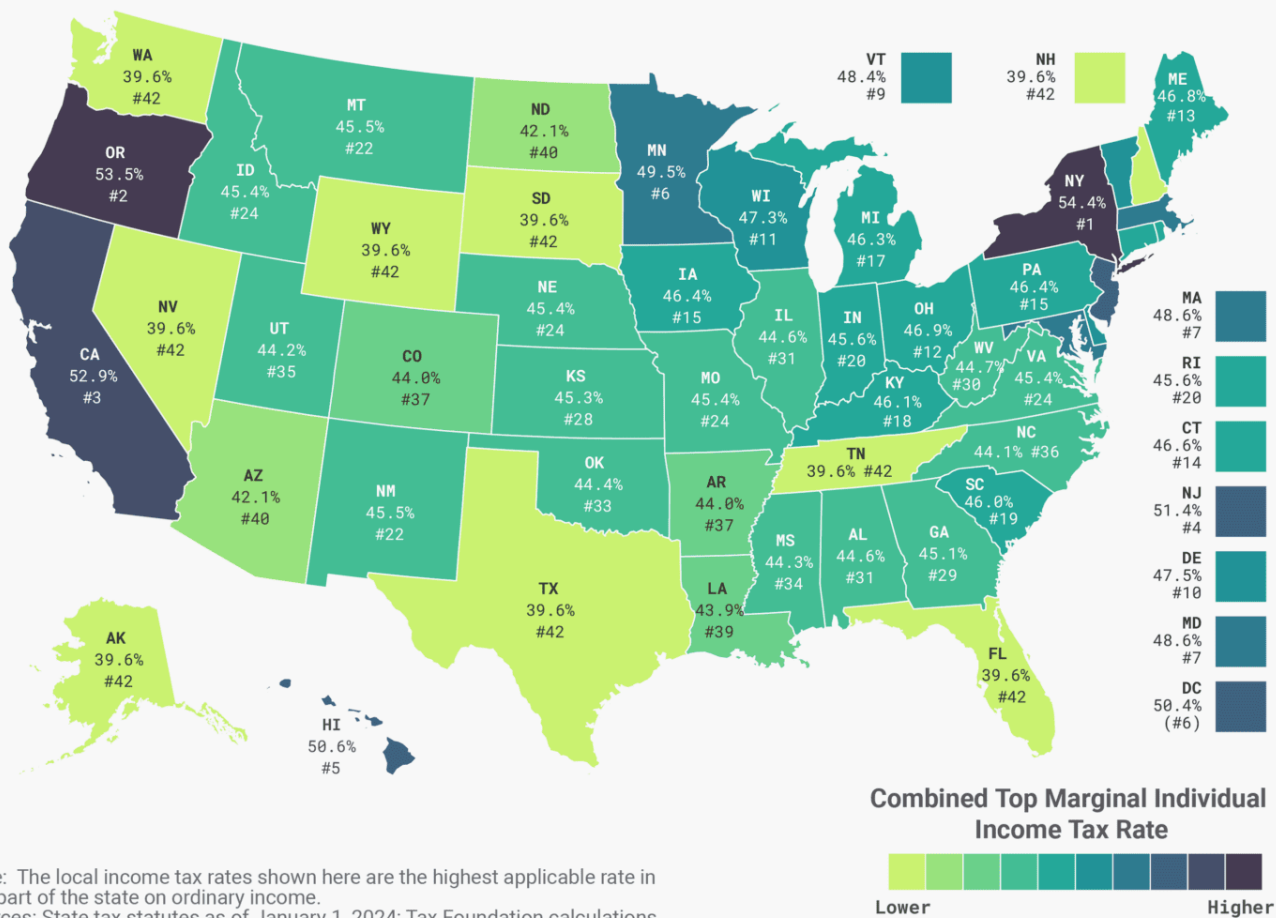 WA
39.6%
#42
MT
45.5%
#22
ND
42.1%
#40
MN
49.5%
#6
VT
48.4%
#9
NH
39.6%
#42
ME
46.8%
#13
OR
53.5%
#2
ID
45.4%
#24
WY
39.6%
#42
SD
39.6%
#42
WI
47.3%
#11
MI
46.3%
#17
NY
54.4%
#1
NV
39.6%
#42
UT
44.2%
#35
CO
44.0%
#37
NE
45.4%
#24
IA
46.4%
#15
IL
44.6%
#31
IN
45.6%
#20
OH
46.9%
#12
PA
46.4%
#15
CA
52.9%
#3
KS
45.3%
#28
MO
45.4%
#24
KY
46.1%
#18
WV
44.7%
#30
VA
45.4%
#24
MA
48.6%
#7
RI
45.6%
#20
CT
46.6%
#14
NJ
51.4%
#4
DE
47.5%
#10
MD
48.6%
#7
DC
50.4%
(#6)
AZ
42.1%
#40
NM
45.5%
#22
OK
44.4%
#33
AR
44.0%
#37
TN
39.6% #42
NC
44.1% #36
SC
46.0%
#19
MS
44.3%
#34
AL
44.6%
#31
GA
45.1%
#29
TX
39.6%
#42
LA
43.9%
#39
FL
39.6%
#42
AK
39.6%
#42
HI
50.6%
#5
Combined Top Marginal Individual
Income Tax Rate
Lower Higher
: The local income tax rates shown here are the highest applicable rate in
part of the state on ordinary income.
State tax statutes as of January 1, 2024; Tax Foundation calculations